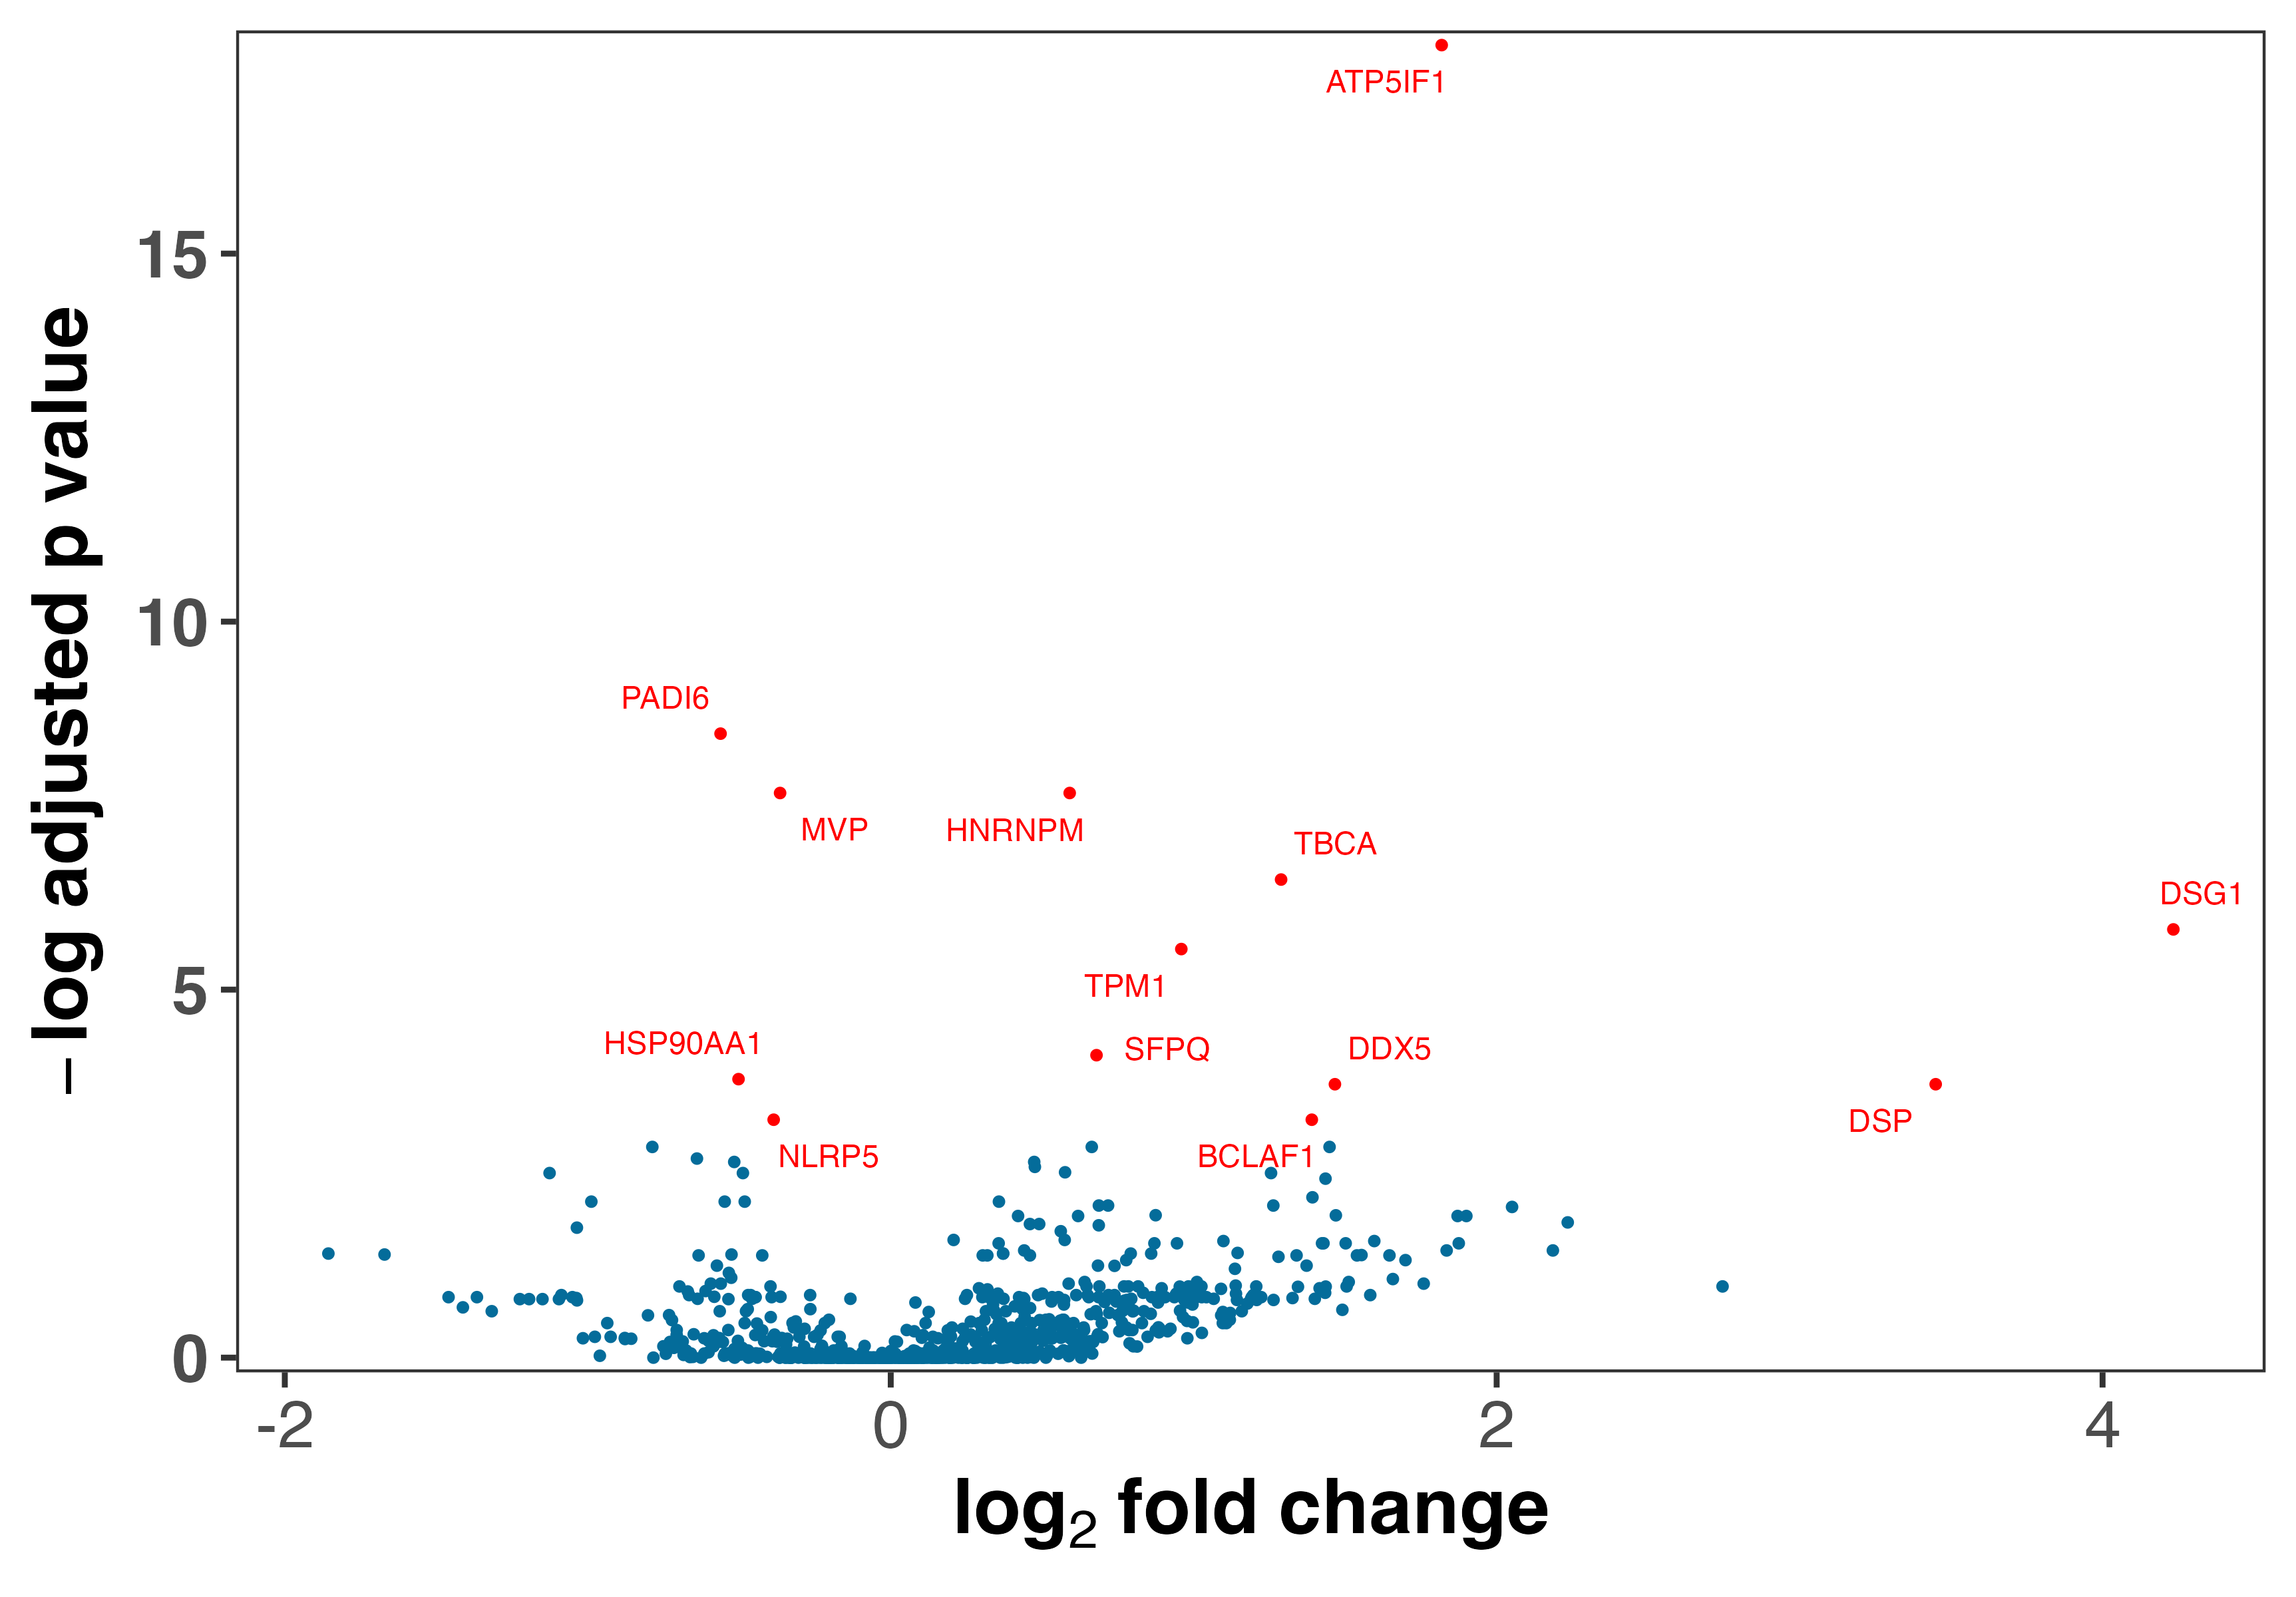 ATP5IF1
15
– log adjusted p value
10
PADI6
MVP
HNRNPM
TBCA
DSG1
5
TPM1
HSP90AA1
SFPQ
DDX5
DSP
NLRP5
BCLAF1
0
-2 0 2 4
log2 fold change